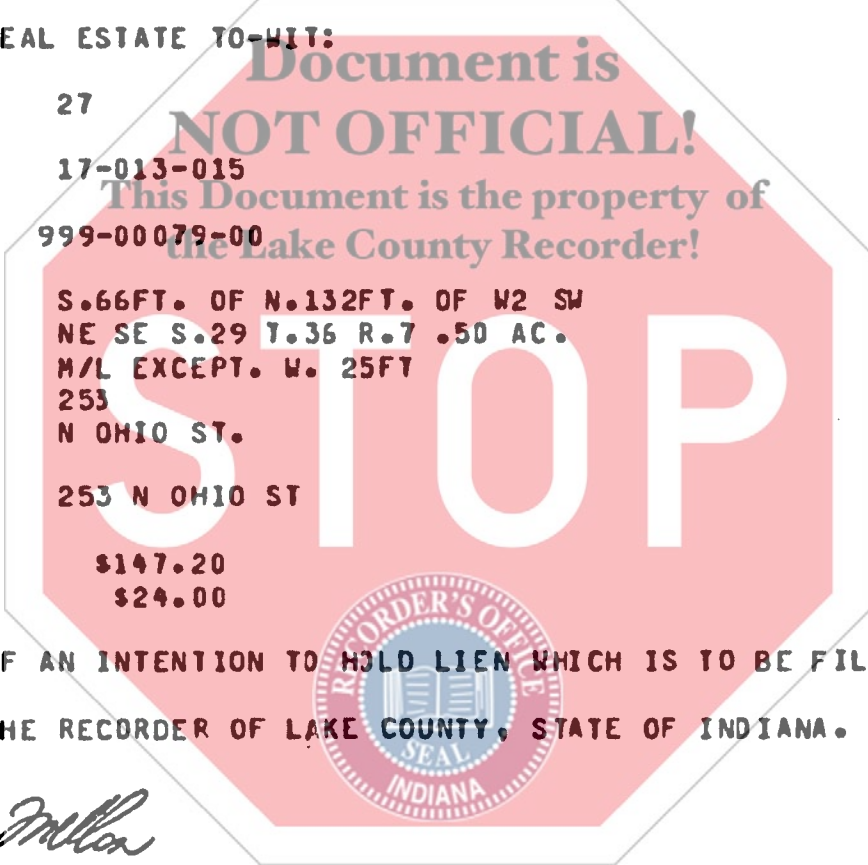 EAL ESTATE TO-WIT:
Document is
27
NOT OFFICIAL!
17-013-015
This Document is the property of
999-00079-00
the Lake County Recorder!
S.66FT. OF N.132FT. OF W2 SW
NE SE S.29 T.36 R.7 .50 AC.
M/L EXCEPT. W. 25FT
253
N OHIO ST.
STOP
253 N OHIO ST
$147.20
$24.00
RECORDER'S OFFICE
F AN INTENTION TO HOLD LIEN WHICH IS TO BE FIL
HE RECORDER OF LAKE COUNTY, STATE OF INDIANA.
SEAL
INDIANA